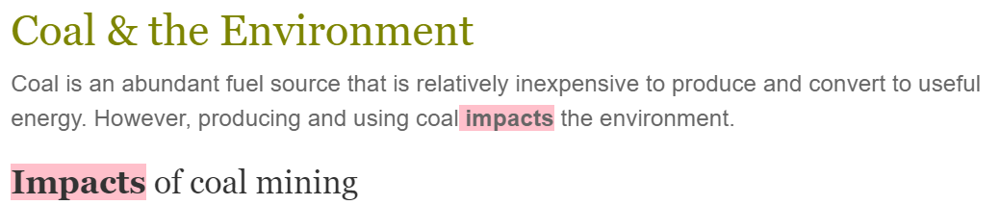 Coal & the Environment
Coal is an abundant fuel source that is relatively inexpensive to produce and convert to useful
energy. However, producing and using coal impacts the environment.
Impacts of coal mining